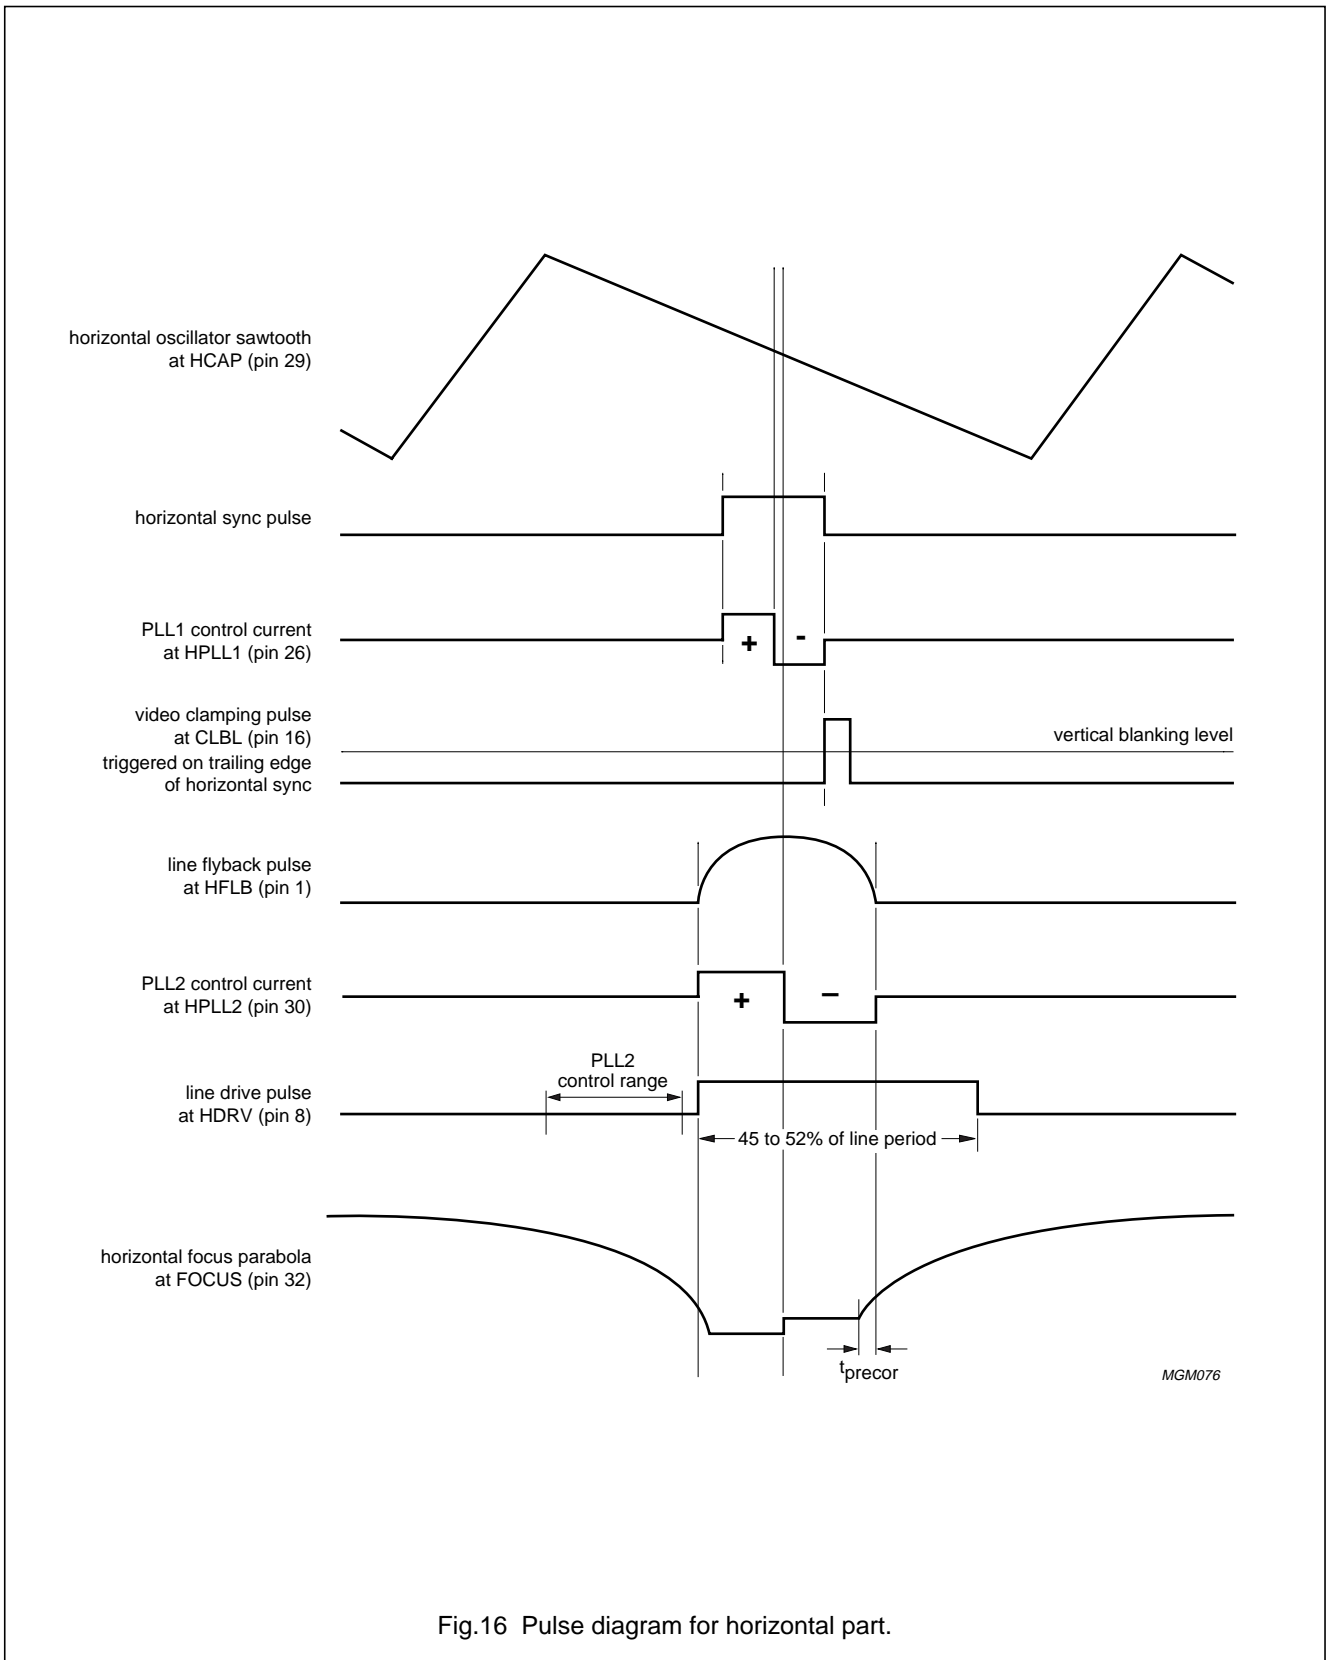 horizontal oscillator sawtooth
at HCAP (pin 29)
horizontal sync pulse
PLL1 control current
at HPLL1 (pin 26)
+ -
video clamping pulse
at CLBL (pin 16)
triggered on trailing edge
of horizontal sync
vertical blanking level
line flyback pulse
at HFLB (pin 1)
PLL2 control current
at HPLL2 (pin 30)
+ −
PLL2
control range
line drive pulse
at HDRV (pin 8)
45 to 52% of line period
horizontal focus parabola
at FOCUS (pin 32)
tprecor
MGM076
Fig.16 Pulse diagram for horizontal part.